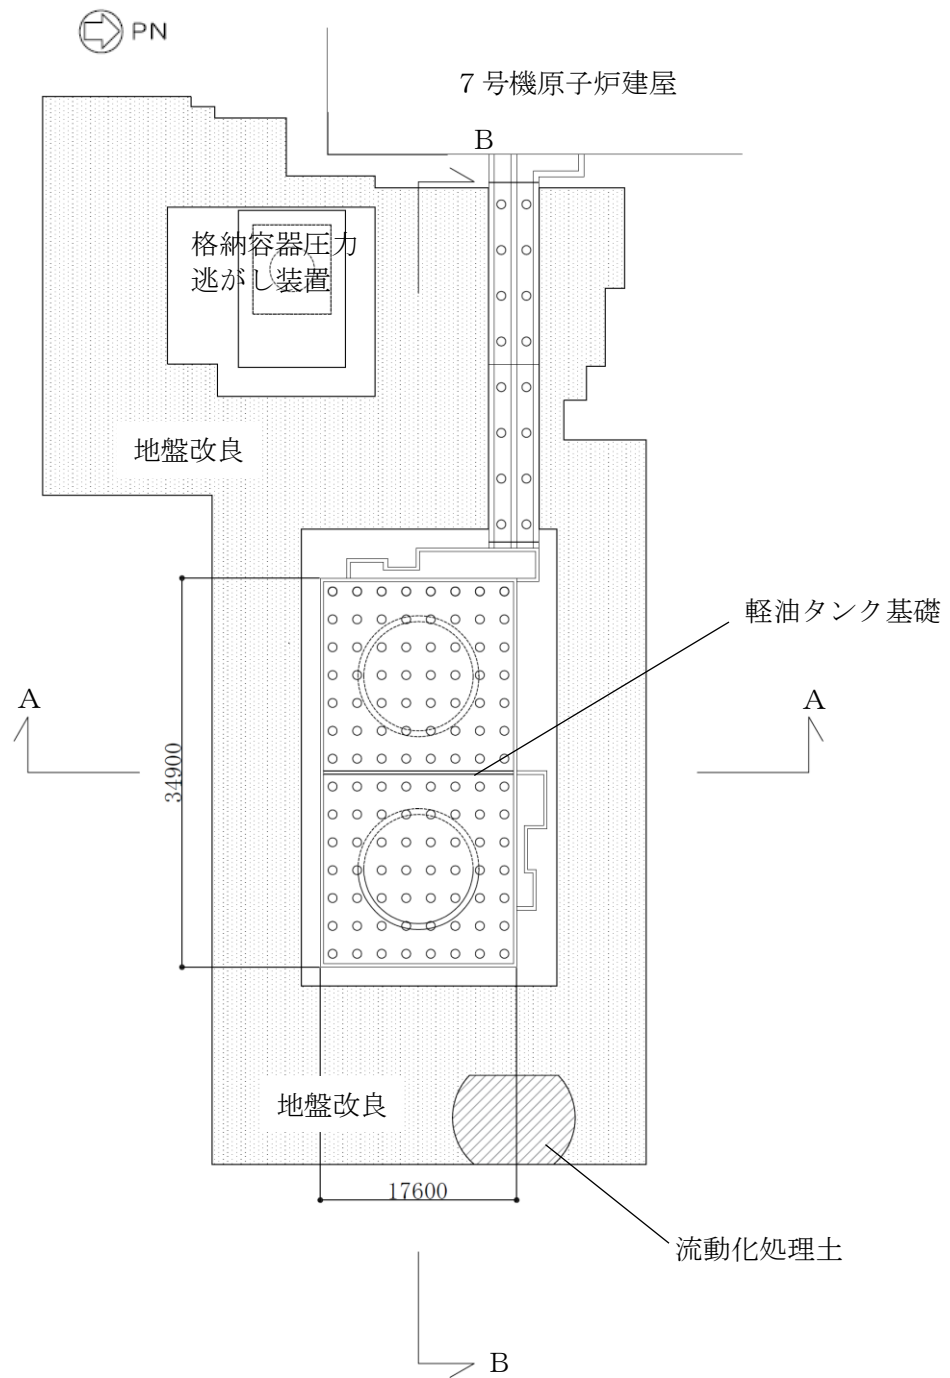 PN
7号機原子炉建屋
B
格納容器圧力
逃がし装置
地盤改良
軽油タンク基礎
A
A
34900
地盤改良
17600
流動化処理土
B